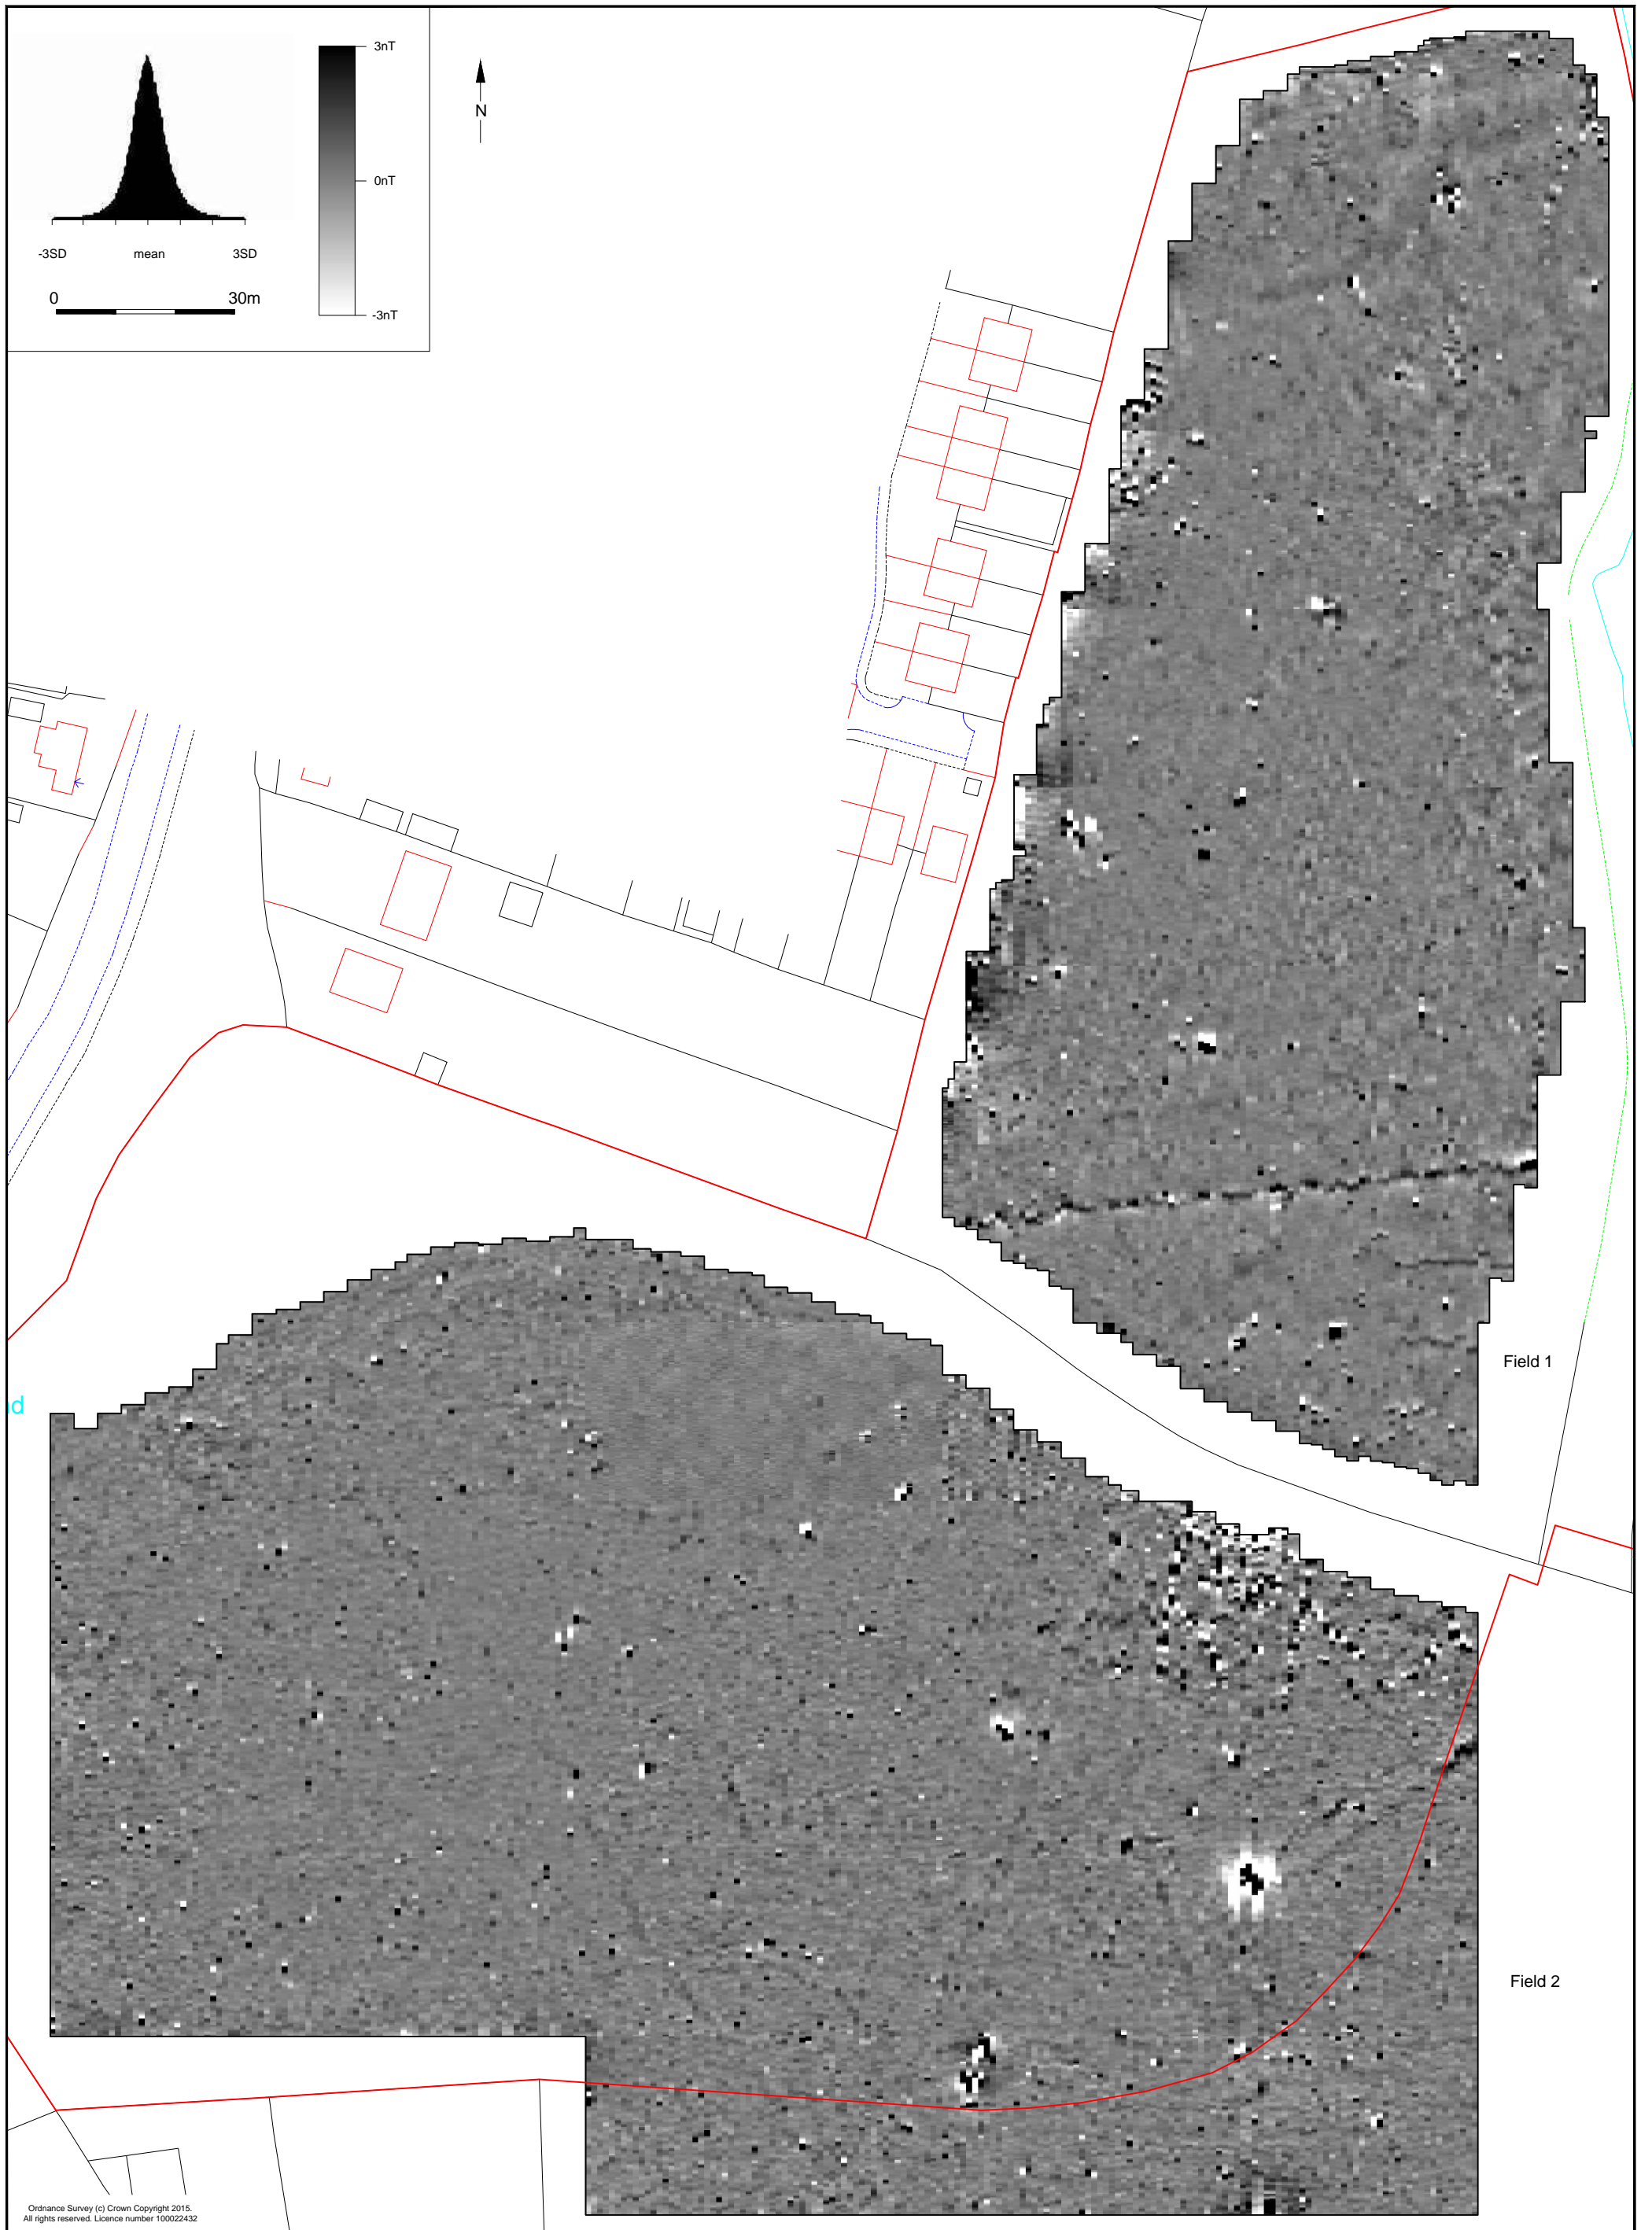 3nT
N
0nT
-3SD mean 3SD
0 30m
-3nT
Field 1
Field 2
Ordnance Survey (c) Crown Copyright 2015.
All rights reserved. Licence number 100022432